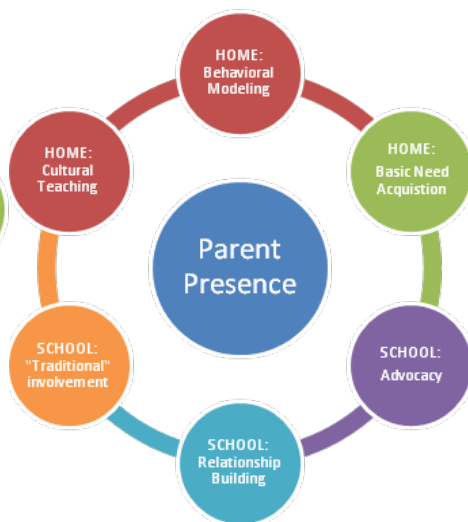 HOME:
Behavioral
Modeling
HOME:
Cultural
Teaching
HOME:
Basic Need
Acquistion
Parent
Presence
SCHOOL:
"Traditional"
involvement
SCHOOL:
Advocacy
SCHOOL:
Relationship
Building